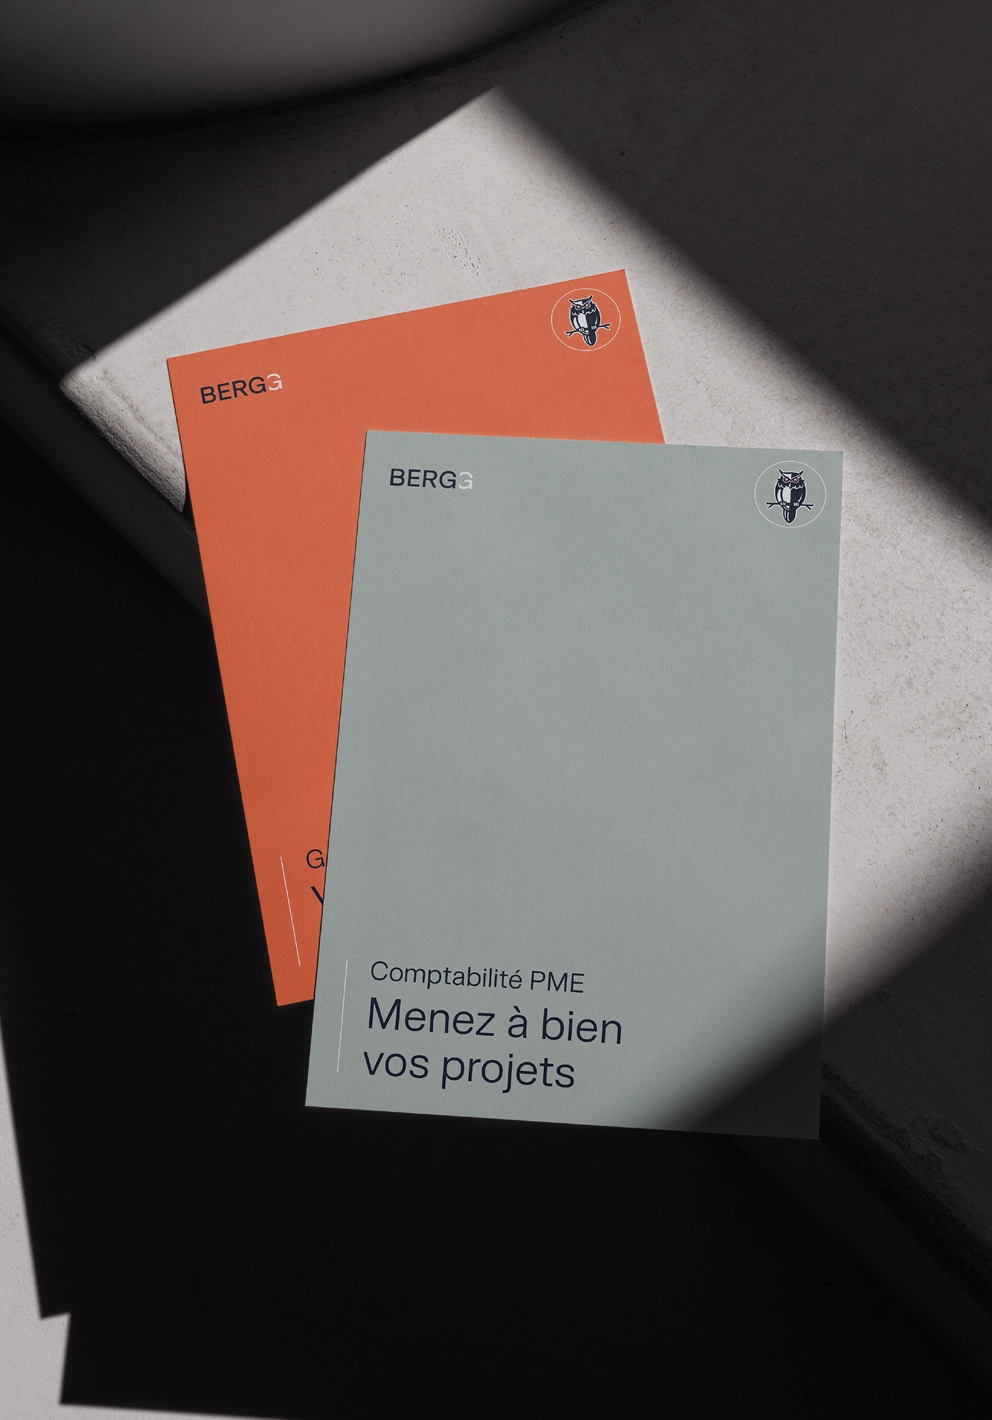 BERGG
BERGG
G
V
Comptabilité PME
Menez à bien
vos projets